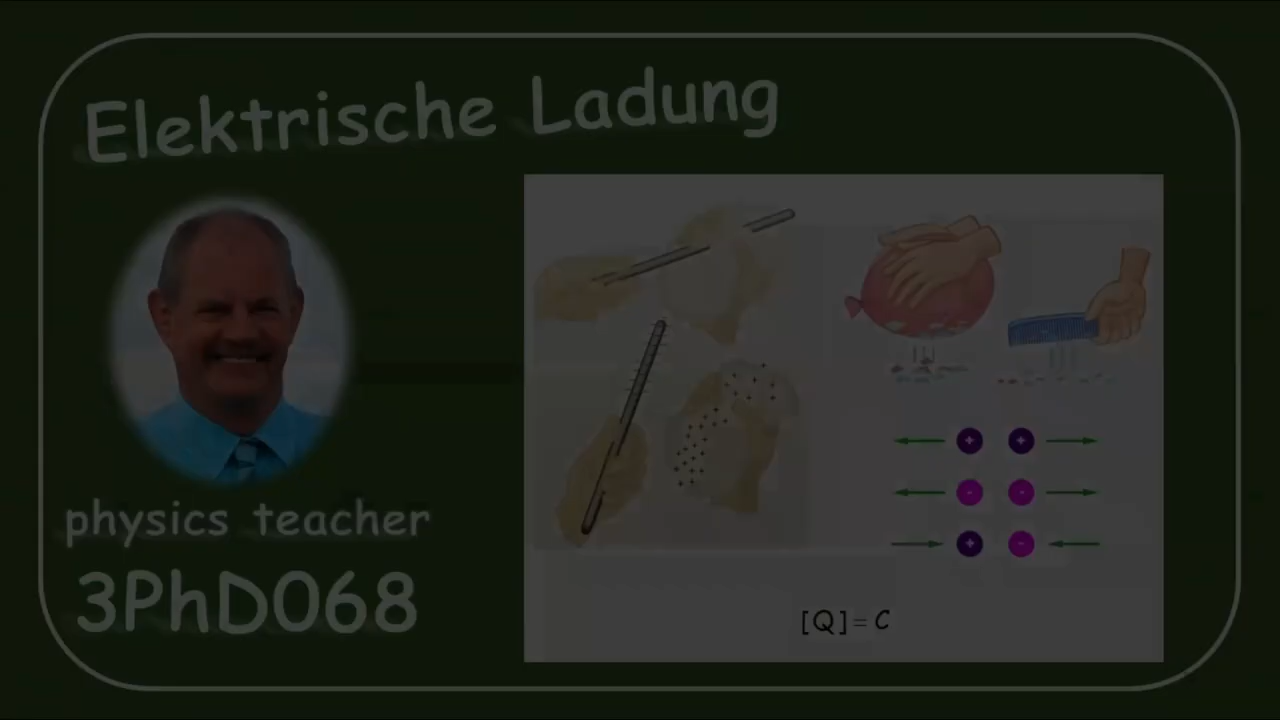 Elektrische Ladung
physics teacher
3PhD068
+ +
- -
+ -
[Q] = C